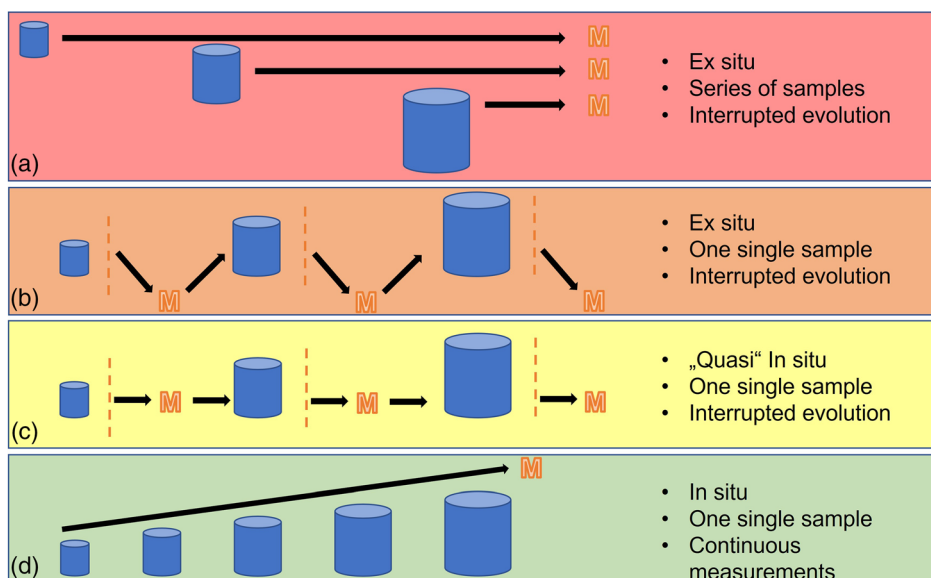 M
M
M
• Ex situ
• Series of samples
• Interrupted evolution
(a)
• Ex situ
• One single sample
• Interrupted evolution
M
M
M
(b)
• „Quasi“ In situ
• One single sample
• Interrupted evolution
M
M
M
(c)
M
• In situ
• One single sample
• Continuous
measurements
(d)